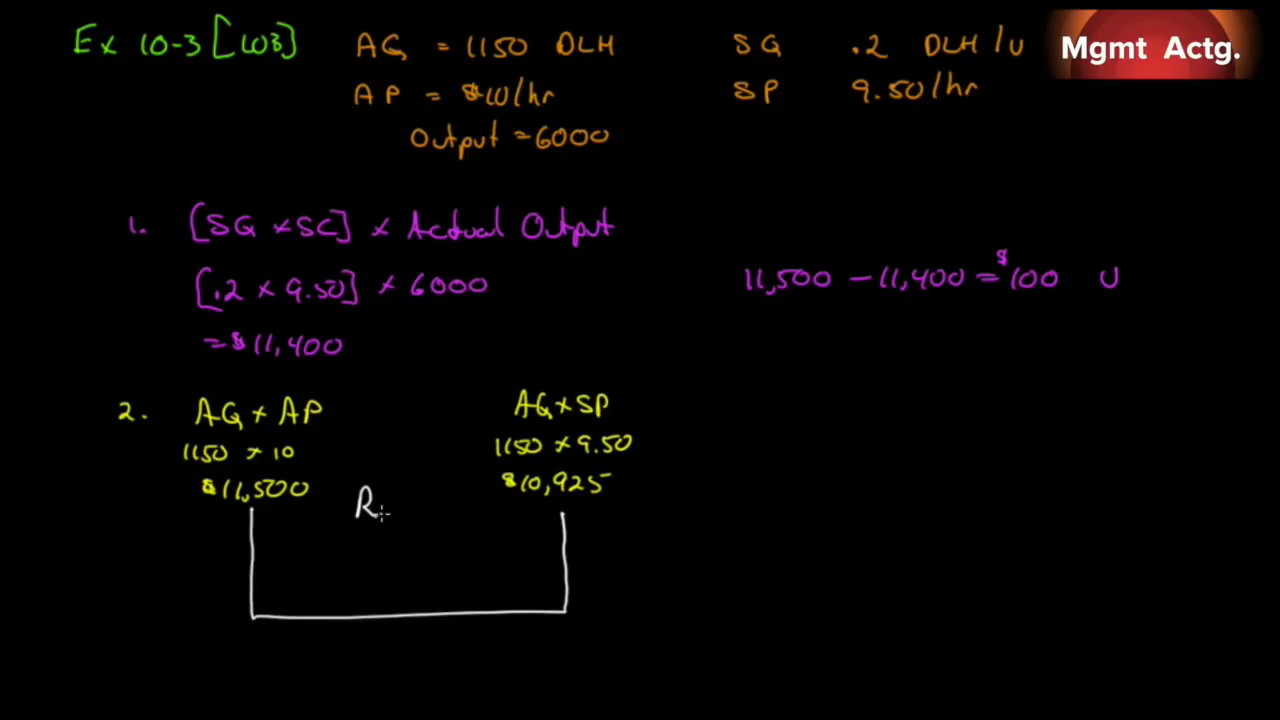 Ex 10-3 [LO3]
AQ = 1150 DLH
AP = $10/hr
Output = 6000
SQ .2 DLH/U
SP 9.50/hr
Mgmt Actg.
1. [SQ x SC] x Actual Output
[.2 x 9.50] x 6000
= $11,400
11,500 - 11,400 = $100 U
2. AQ x AP
1150 x 10
$11,500
AQ x SP
1150 x 9.50
$10,925
R